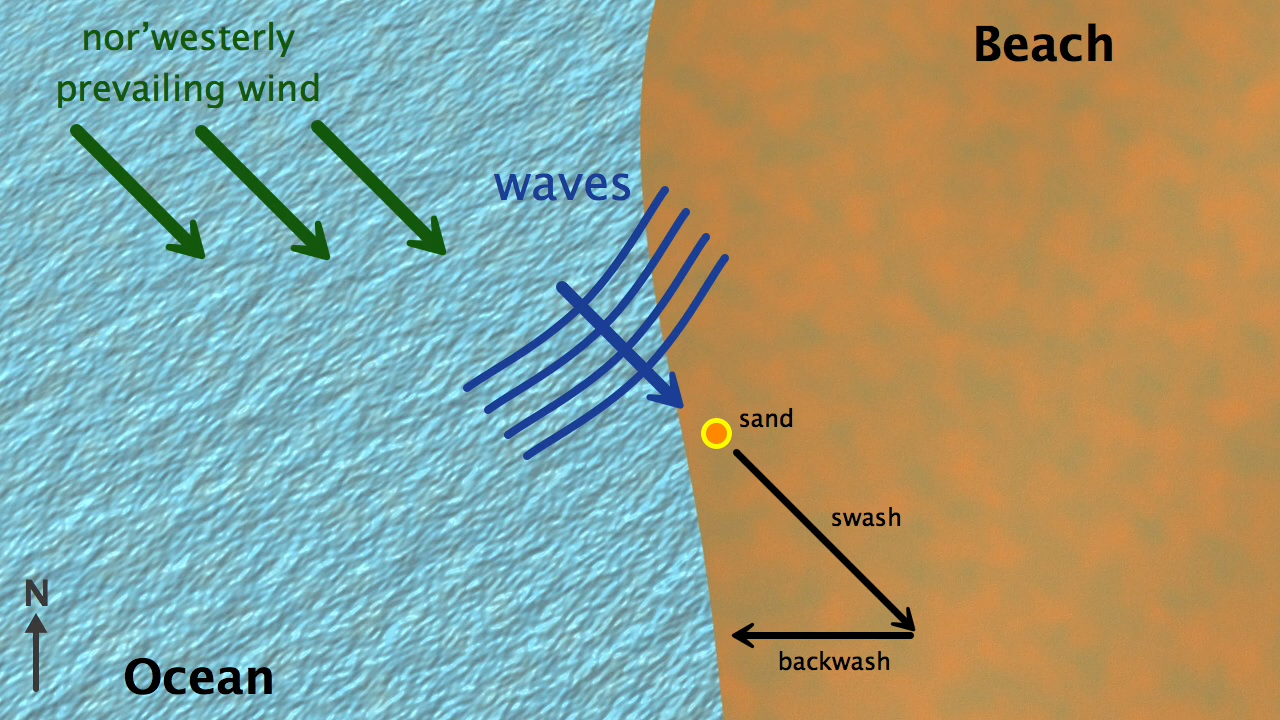 nor’westerly
prevailing wind
Beach
waves
sand
swash
backwash
N
Ocean